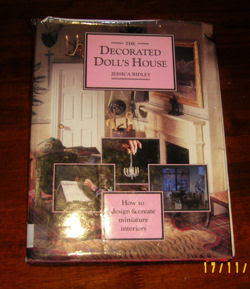 THE
DECORATED
DOLL'S HOUSE
JESSICA RIDLEY
How to
design & create
miniature
interiors
17/11/